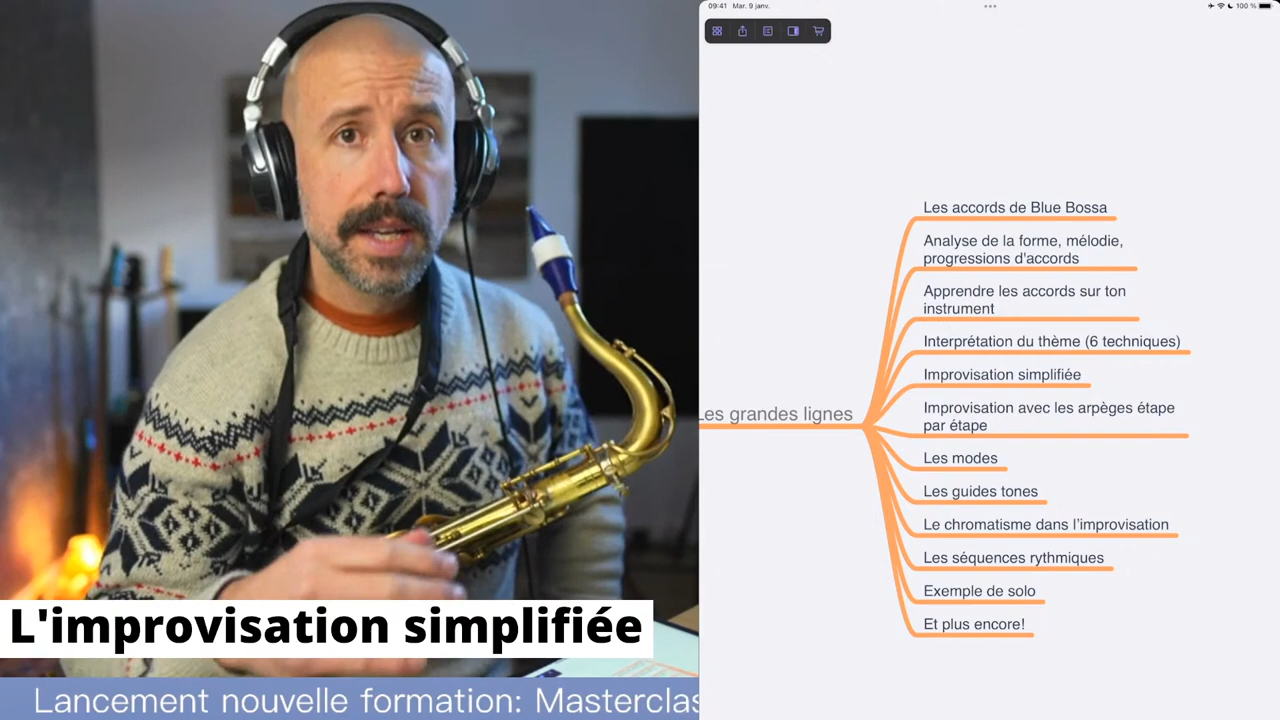 09:41 Mar. 9 janv.
100 %
Les accords de Blue Bossa
Analyse de la forme, mélodie,
progressions d'accords
Apprendre les accords sur ton
instrument
Interprétation du thème (6 techniques)
Improvisation simplifiée
Les grandes lignes
Improvisation avec les arpèges étape
par étape
Les modes
Les guides tones
Le chromatisme dans l'improvisation
Les séquences rythmiques
Exemple de solo
Et plus encore!
L'improvisation simplifiée
Lancement nouvelle formation: Masterclas